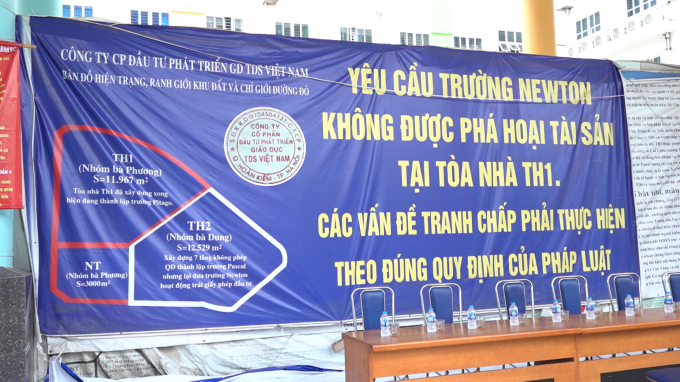 CÔNG TY CP ĐẦU TƯ PHÁT TRIỂN GD TDS VIỆT NAM
BẢN ĐỒ HIỆN TRẠNG, RANH GIỚI KHU ĐẤT VÀ CHỈ GIỚI ĐƯỜNG ĐỎ
CÔNG TY
CỔ PHẦN
ĐẦU TƯ PHÁT TRIỂN
GIÁO DỤC
TDS VIỆT NAM
Q. HOÀN KIẾM - TP. HÀ NỘI
TH1
(Nhóm bà Phương)
S=11.967 m²
Tòa nhà Th1 đã xây dựng xong
hiện đang thành lập trường Pitago.
TH2
(Nhóm bà Dung)
S=12.529 m²
Xây dựng 7 tầng không phép
QĐ thành lập trường Pascal
nhưng lại đưa trường Newton
hoạt động trái giấy phép đầu tư
NT
(Nhóm bà Phương)
S=3000m²
YÊU CẦU TRƯỜNG NEWTON
KHÔNG ĐƯỢC PHÁ HOẠI TÀI SẢN
TẠI TÒA NHÀ TH1.
CÁC VẤN ĐỀ TRANH CHẤP PHẢI THỰC HIỆN
THEO ĐÚNG QUY ĐỊNH CỦA PHÁP LUẬT